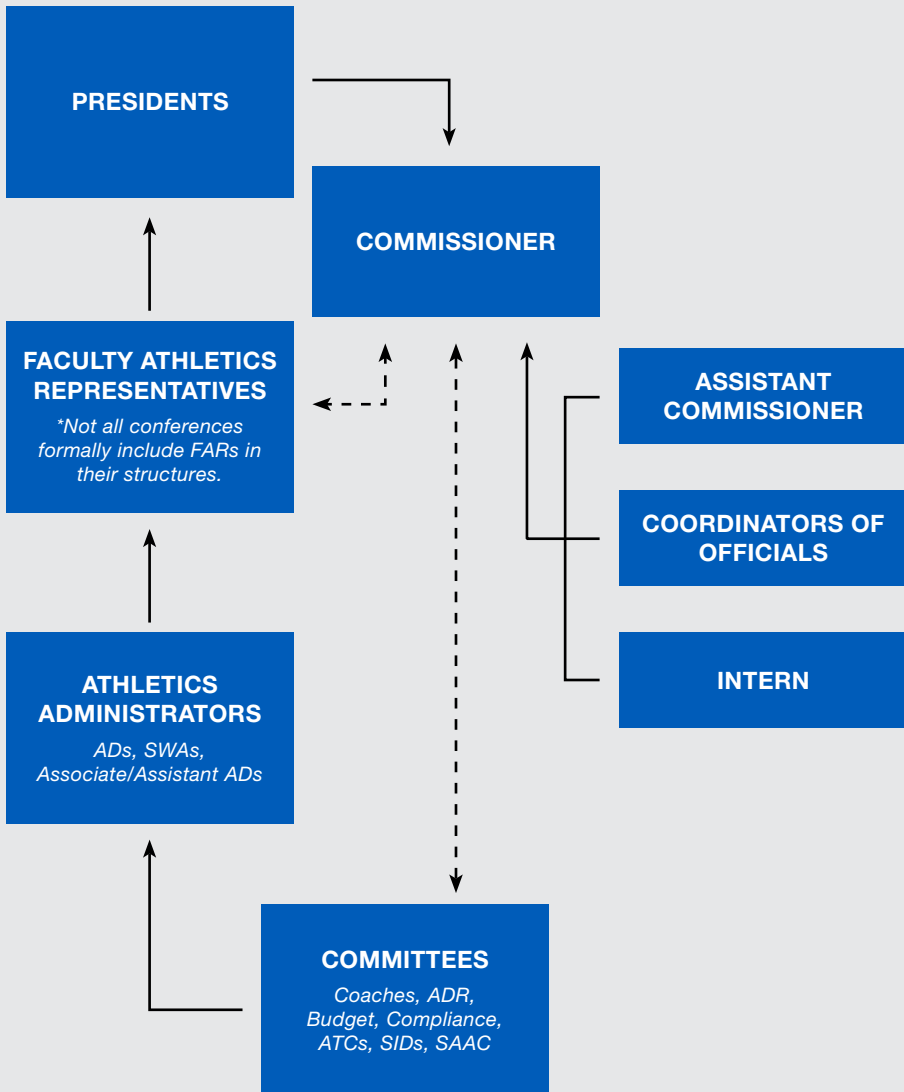 PRESIDENTS
COMMISSIONER
FACULTY ATHLETICS
REPRESENTATIVES
*Not all conferences
formally include FARs in
their structures.
ASSISTANT
COMMISSIONER
COORDINATORS OF
OFFICIALS
INTERN
ATHLETICS
ADMINISTRATORS
ADs, SWAs,
Associate/Assistant ADs
COMMITTEES
Coaches, ADR,
Budget, Compliance,
ATCs, SIDs, SAAC